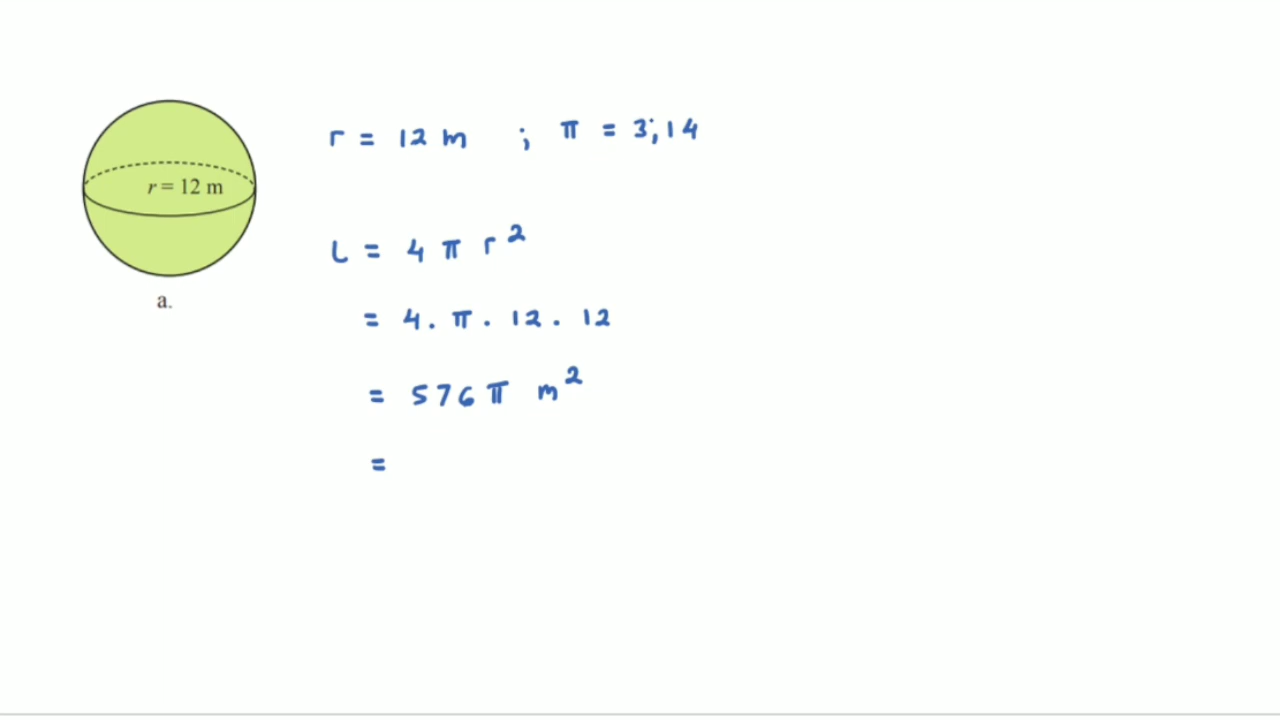 r = 12 m ; π = 3,14
r = 12 m
L = 4 π r²
= 4 . π . 12 . 12
a.
= 576 π m²
=